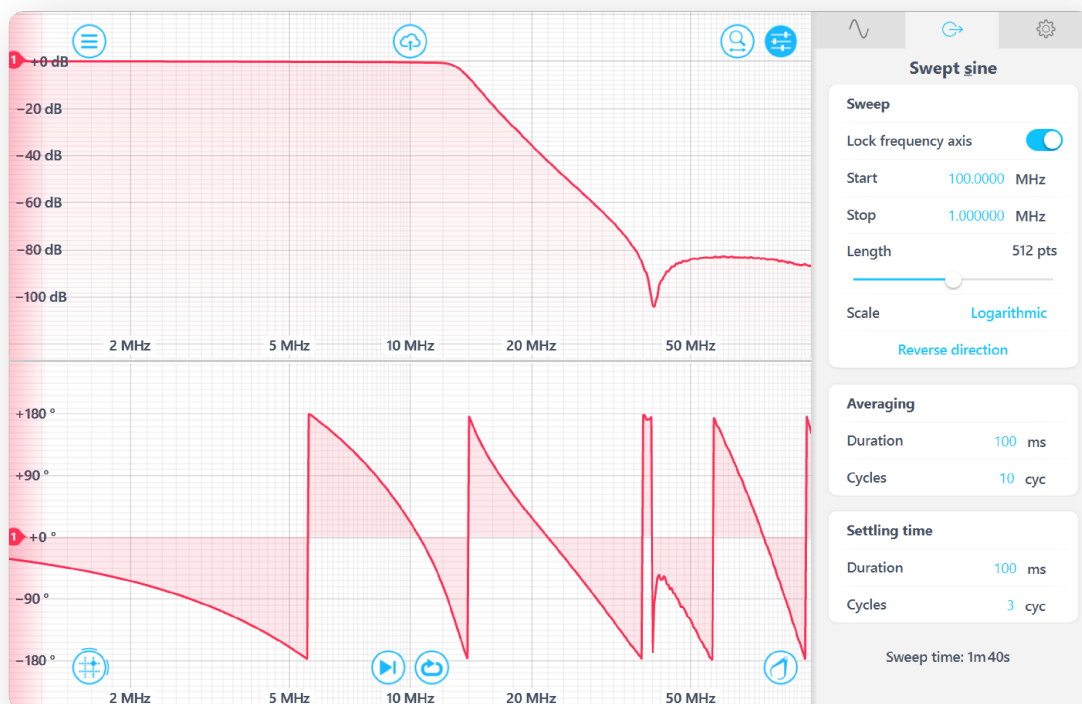 1
+0 dB
−20 dB
−40 dB
−60 dB
−80 dB
−100 dB
2 MHz 5 MHz 10 MHz 20 MHz 50 MHz
+180 °
+90 °
1
+0 °
−90 °
−180 °
2 MHz 5 MHz 10 MHz 20 MHz 50 MHz
Swept sine
Sweep
Lock frequency axis
Start 100.0000 MHz
Stop 1.000000 MHz
Length 512 pts
Scale Logarithmic
Reverse direction
Averaging
Duration 100 ms
Cycles 10 cyc
Settling time
Duration 100 ms
Cycles 3 cyc
Sweep time: 1m40s